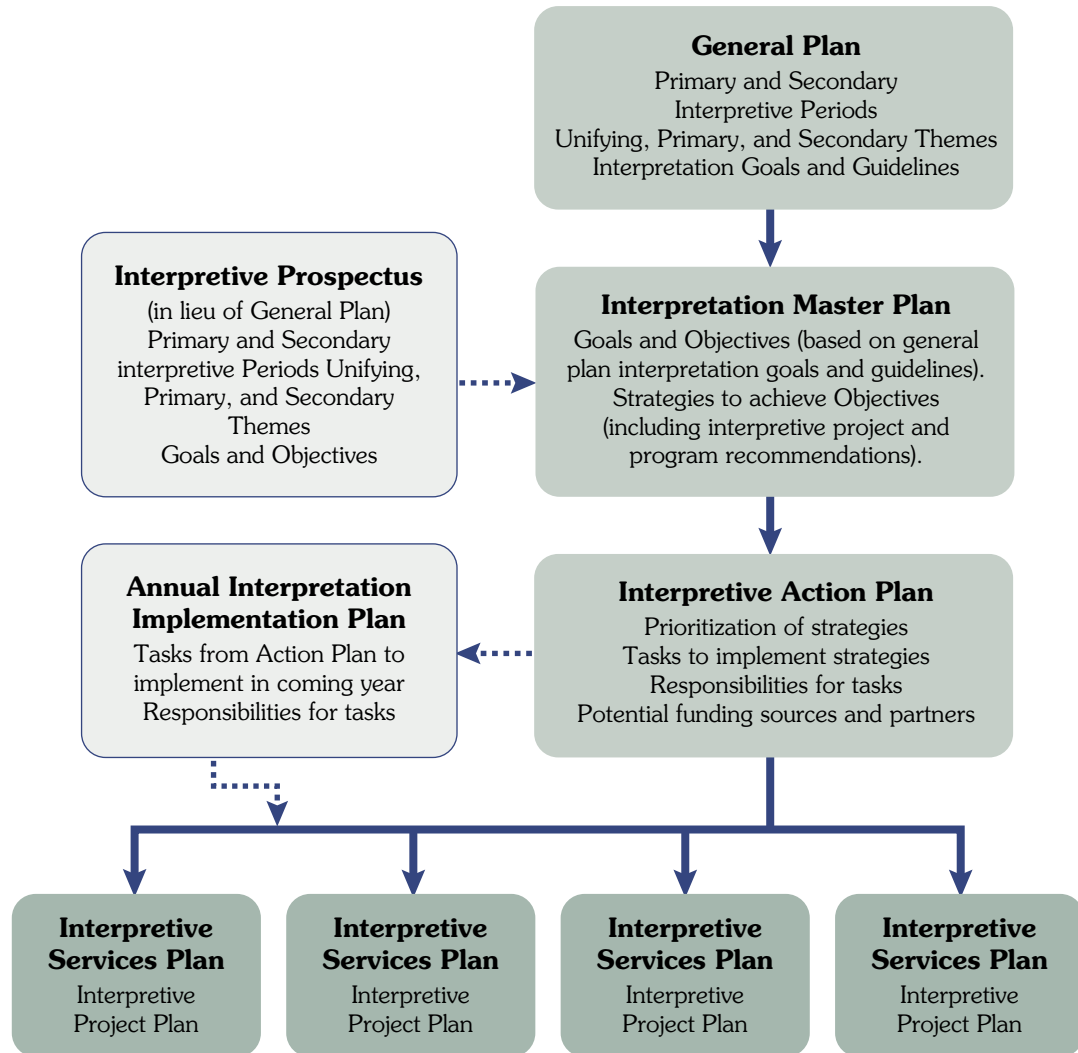 General Plan
Primary and Secondary
Interpretive Periods
Unifying, Primary, and Secondary Themes
Interpretation Goals and Guidelines
Interpretive Prospectus
(in lieu of General Plan)
Primary and Secondary
interpretive Periods Unifying,
Primary, and Secondary
Themes
Goals and Objectives
Interpretation Master Plan
Goals and Objectives (based on general
plan interpretation goals and guidelines).
Strategies to achieve Objectives
(including interpretive project and
program recommendations).
Annual Interpretation
Implementation Plan
Tasks from Action Plan to
implement in coming year
Responsibilities for tasks
Interpretive Action Plan
Prioritization of strategies
Tasks to implement strategies
Responsibilities for tasks
Potential funding sources and partners
Interpretive
Services Plan
Interpretive
Project Plan
Interpretive
Services Plan
Interpretive
Project Plan
Interpretive
Services Plan
Interpretive
Project Plan
Interpretive
Services Plan
Interpretive
Project Plan